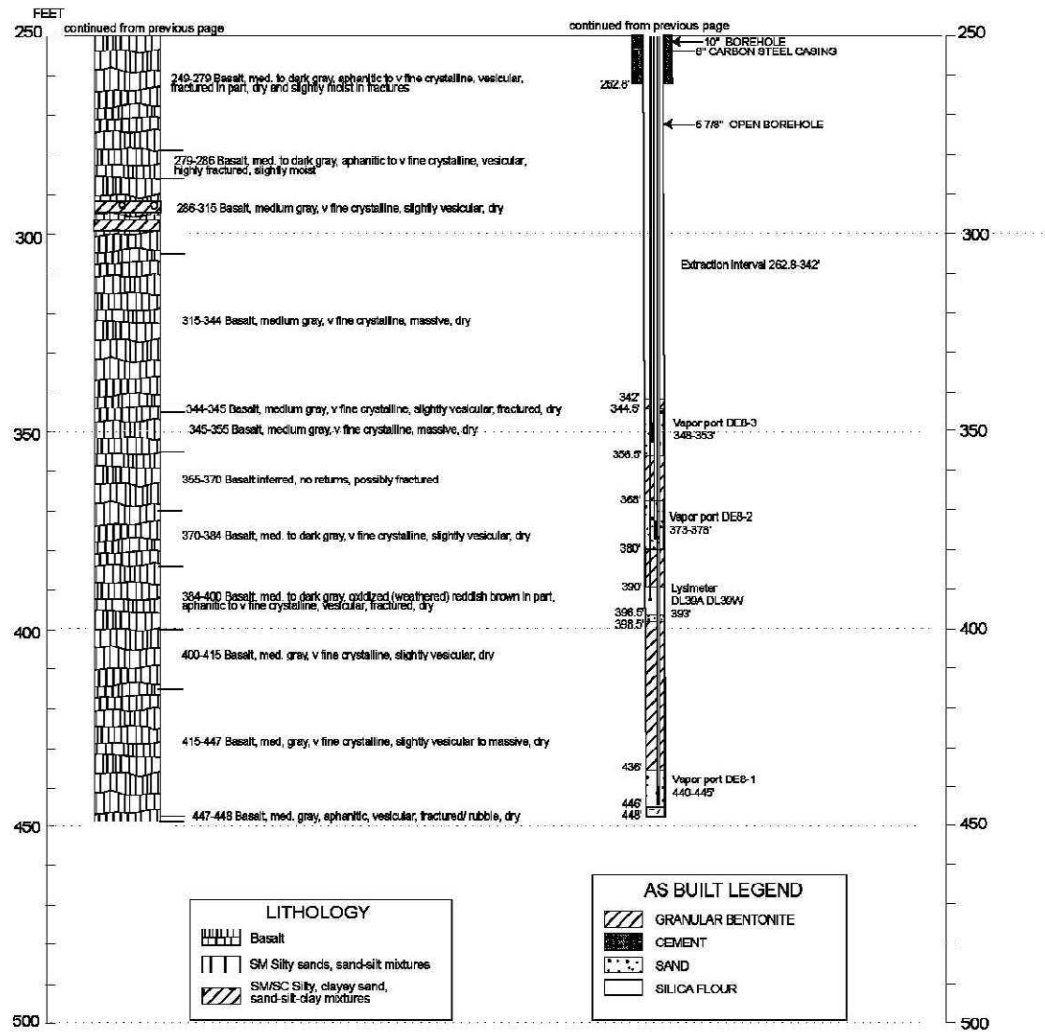 FEET
continued from previous page
continued from previous page
250
250
10" BOREHOLE
6" CARBON STEEL CASING
249-279 Basalt, med. to dark gray, aphanitic to v fine crystalline, vesicular,
fractured in part, dry and slightly moist in fractures
262.8'
6 7/8" OPEN BOREHOLE
279-286 Basalt, med. to dark gray, aphanitic to v fine crystalline, vesicular,
highly fractured, slightly moist
286-315 Basalt, medium gray, v fine crystalline, slightly vesicular, dry
300
300
Extraction Interval 262.8-342'
315-344 Basalt, medium gray, v fine crystalline, massive, dry
342'
344-345 Basalt, medium gray, v fine crystalline, slightly vesicular, fractured, dry
344.5'
345-355 Basalt, medium gray, v fine crystalline, massive, dry
Vapor port DE8-3
348-353'
350
350
356.5'
355-370 Basalt inferred, no returns, possibly fractured
368'
370-384 Basalt, med. to dark gray, v fine crystalline, slightly vesicular, dry
Vapor port DE8-2
373-378'
380'
384-400 Basalt, med. to dark gray, oxidized (weathered) reddish brown in part,
aphanitic to v fine crystalline, vesicular, fractured, dry
390'
Lysimeter
DL39A DL39W
393'
396.5'
398.5'
400
400
400-415 Basalt, med. gray, v fine crystalline, slightly vesicular, dry
415-447 Basalt, med. gray, v fine crystalline, slightly vesicular to massive, dry
436'
Vapor port DE8-1
440-445'
446'
448'
447-448 Basalt, med. gray, aphanitic, vesicular, fractured/ rubble, dry
450
450
LITHOLOGY
Basalt
SM Silty sands, sand-silt mixtures
SM/SC Silty, clayey sand,
sand-silt-clay mixtures
AS BUILT LEGEND
GRANULAR BENTONITE
CEMENT
SAND
SILICA FLOUR
500
500